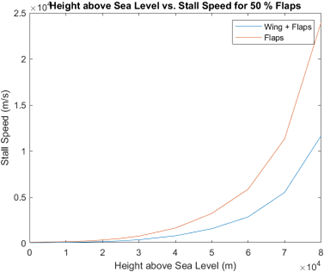 Height above Sea Level vs. Stall Speed for 50 % Flaps
2.5
2
1.5
1
0.5
0
Stall Speed (m/s)
Wing + Flaps
Flaps
0 1 2 3 4 5 6 7 8
Height above Sea Level (m)
×10⁴